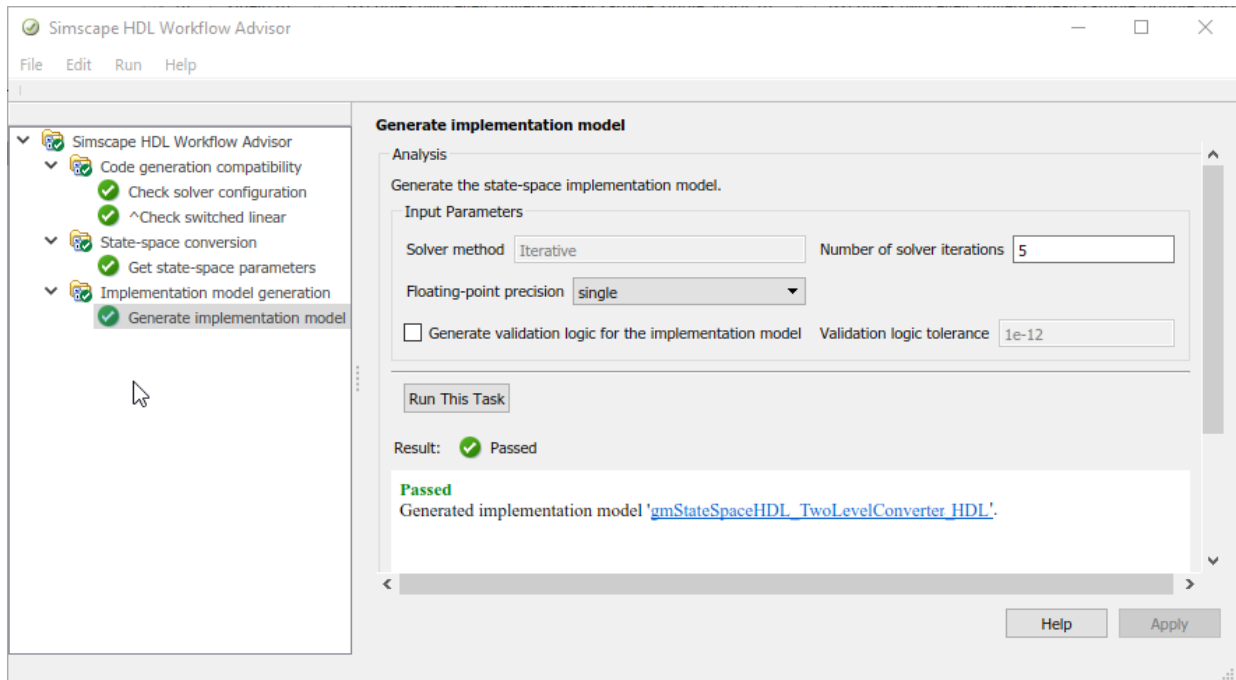 Simscape HDL Workflow Advisor
File Edit Run Help
Simscape HDL Workflow Advisor
Code generation compatibility
Check solver configuration
^Check switched linear
State-space conversion
Get state-space parameters
Implementation model generation
Generate implementation model
Generate implementation model
Analysis
Generate the state-space implementation model.
Input Parameters
Solver method Iterative Number of solver iterations 5
Floating-point precision single
Generate validation logic for the implementation model Validation logic tolerance 1e-12
Run This Task
Result: Passed
Passed
Generated implementation model 'gmStateSpaceHDL_TwoLevelConverter_HDL'.
Help Apply